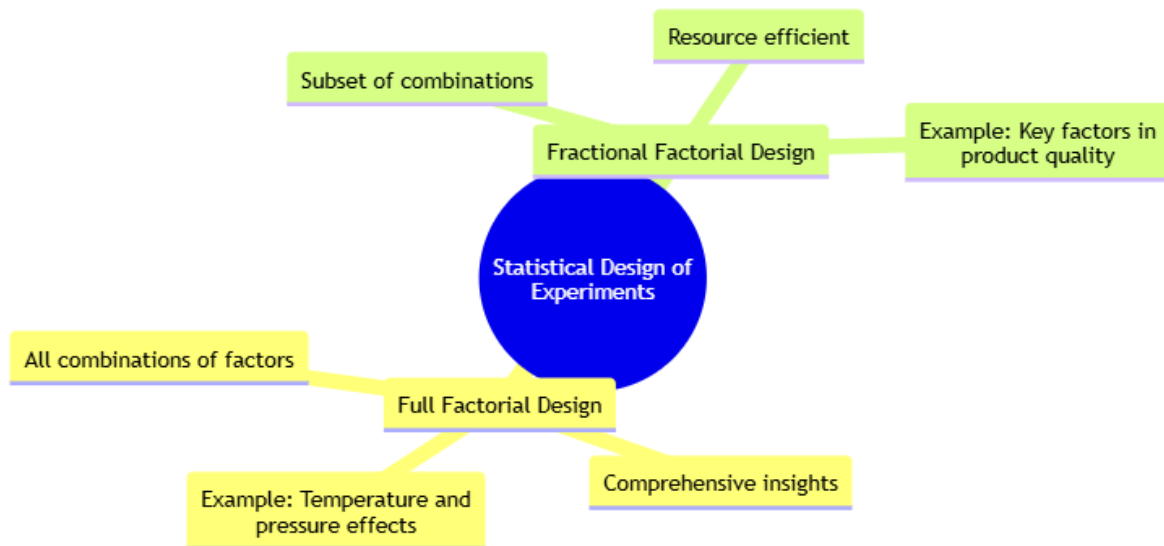 Resource efficient
Subset of combinations
Fractional Factorial Design
Example: Key factors in
product quality
Statistical Design of
Experiments
All combinations of factors
Full Factorial Design
Example: Temperature and
pressure effects
Comprehensive insights